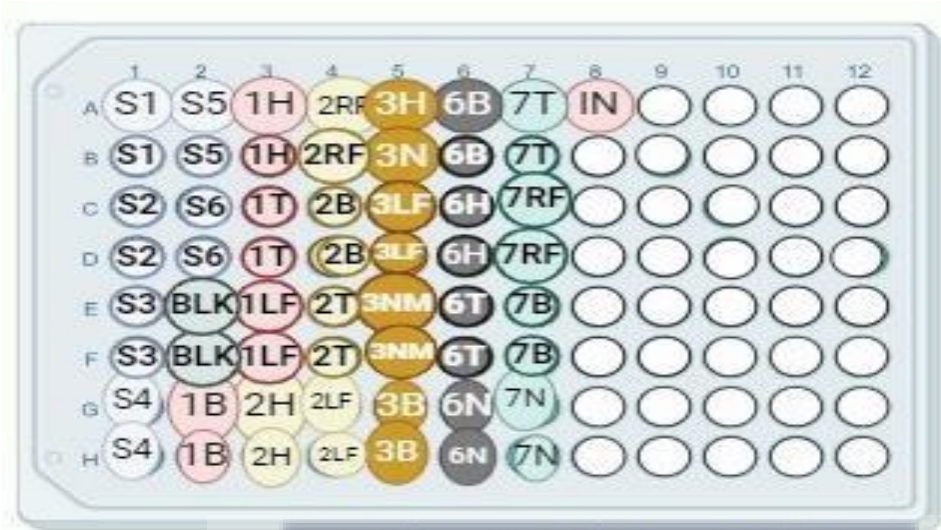 1 2 3 4 5 6 7 8 9 10 11 12
A S1 S5 1H 2RF 3H 6B 7T IN
B S1 S5 1H 2RF 3N 6B 7T
C S2 S6 1T 2B 3LF 6H 7RF
D S2 S6 1T 2B 3LF 6H 7RF
E S3 BLK 1LF 2T 3NM 6T 7B
F S3 BLK 1LF 2T 3NM 6T 7B
G S4 1B 2H 2LF 3B 6N 7N
H S4 1B 2H 2LF 3B 6N 7N